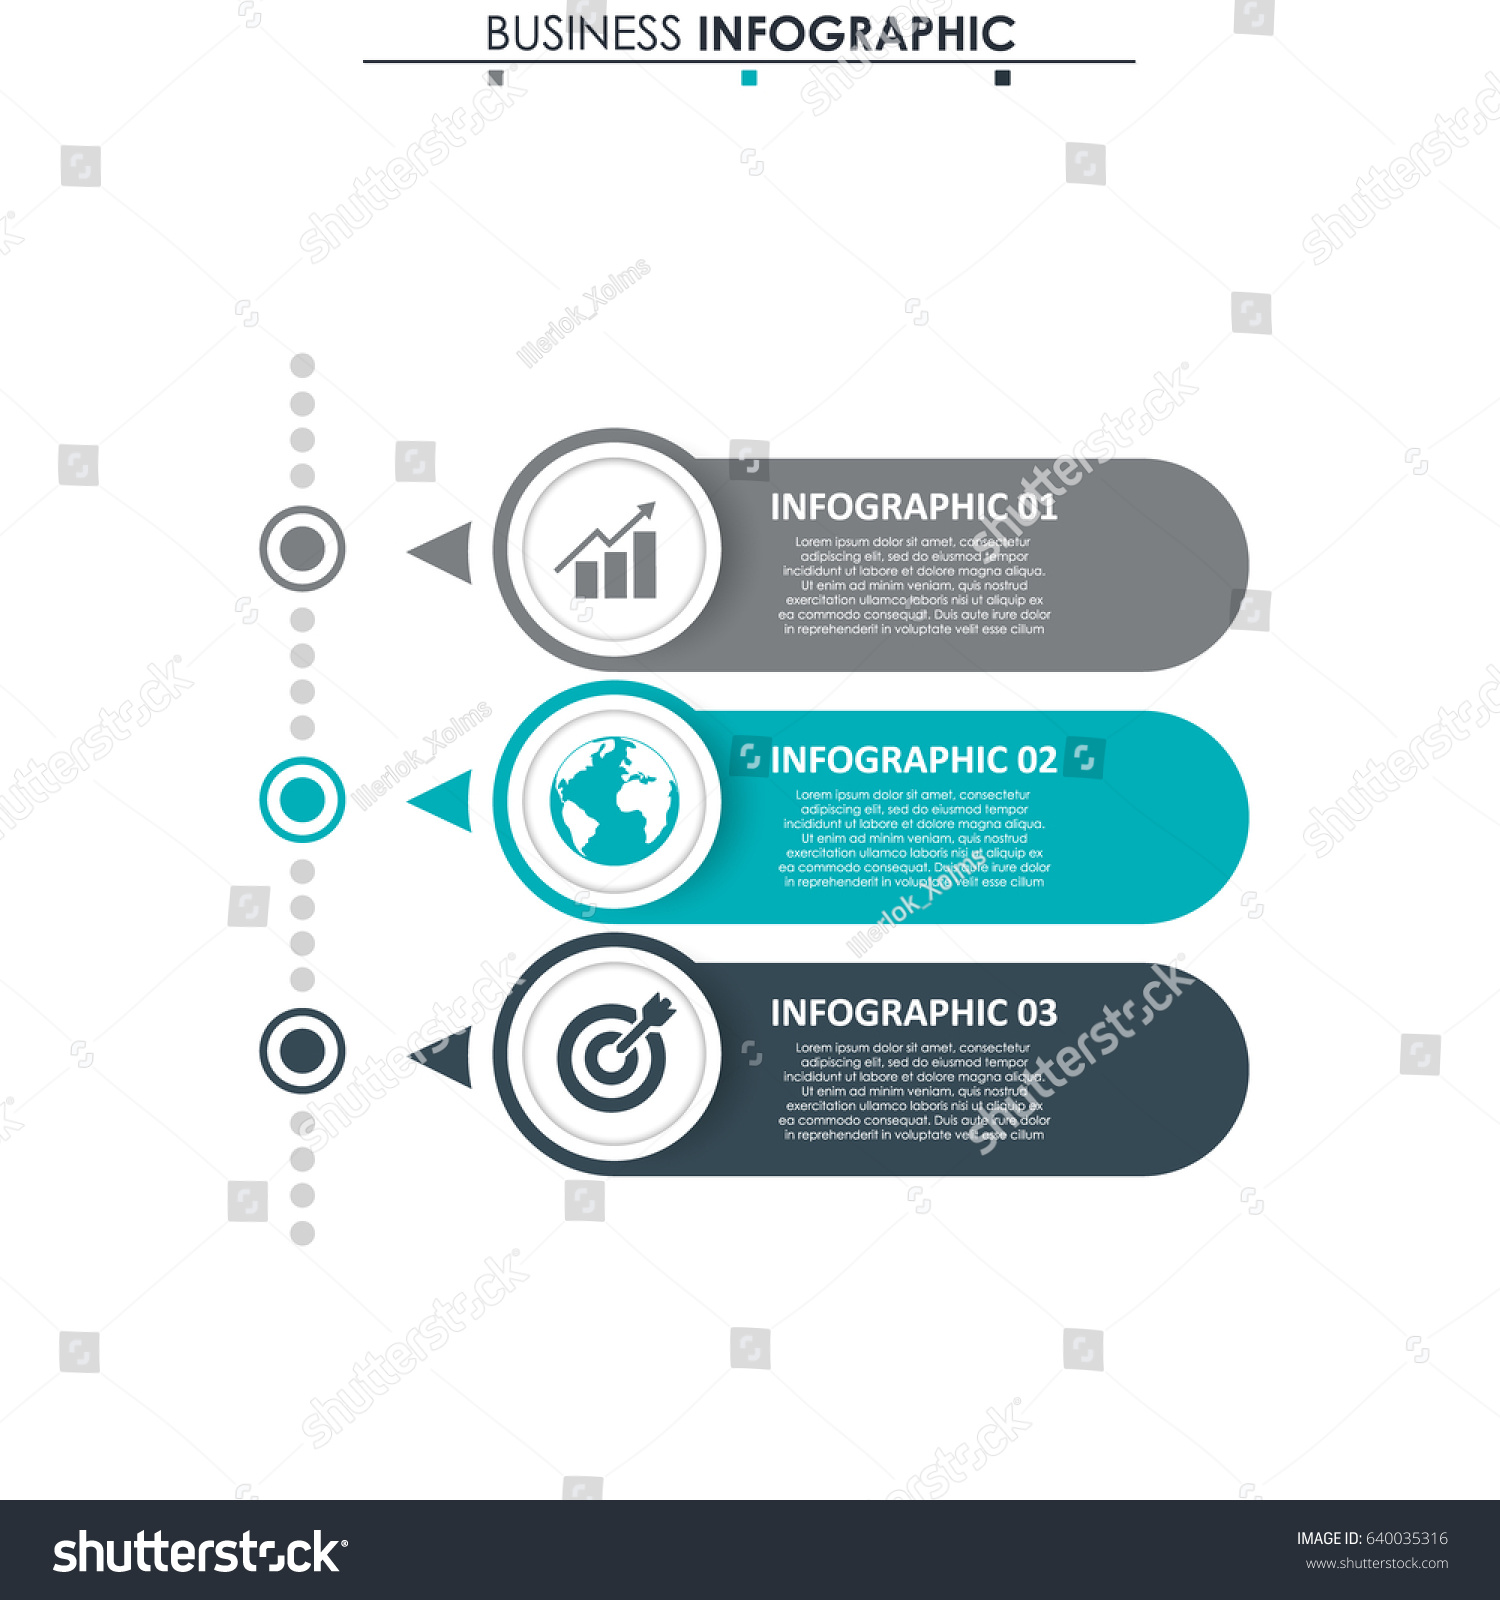 BUSINESS INFOGRAPHIC
INFOGRAPHIC 01
Lorem ipsum dolor sit amet, consectetur
adipiscing elit, sed do eiusmod tempor
incididunt ut labore et dolore magna aliqua.
Ut enim ad minim veniam, quis nostrud
exercitation ullamco laboris nisi ut aliquip ex
ea commodo consequat. Duis aute irure dolor
in reprehenderit in voluptate velit esse cillum
INFOGRAPHIC 02
Lorem ipsum dolor sit amet, consectetur
adipiscing elit, sed do eiusmod tempor
incididunt ut labore et dolore magna aliqua.
Ut enim ad minim veniam, quis nostrud
exercitation ullamco laboris nisi ut aliquip ex
ea commodo consequat. Duis aute irure dolor
in reprehenderit in voluptate velit esse cillum
INFOGRAPHIC 03
Lorem ipsum dolor sit amet, consectetur
adipiscing elit, sed do eiusmod tempor
incididunt ut labore et dolore magna aliqua.
Ut enim ad minim veniam, quis nostrud
exercitation ullamco laboris nisi ut aliquip ex
ea commodo consequat. Duis aute irure dolor
in reprehenderit in voluptate velit esse cillum
shutterstock
IMAGE ID: 640035316
www.shutterstock.com